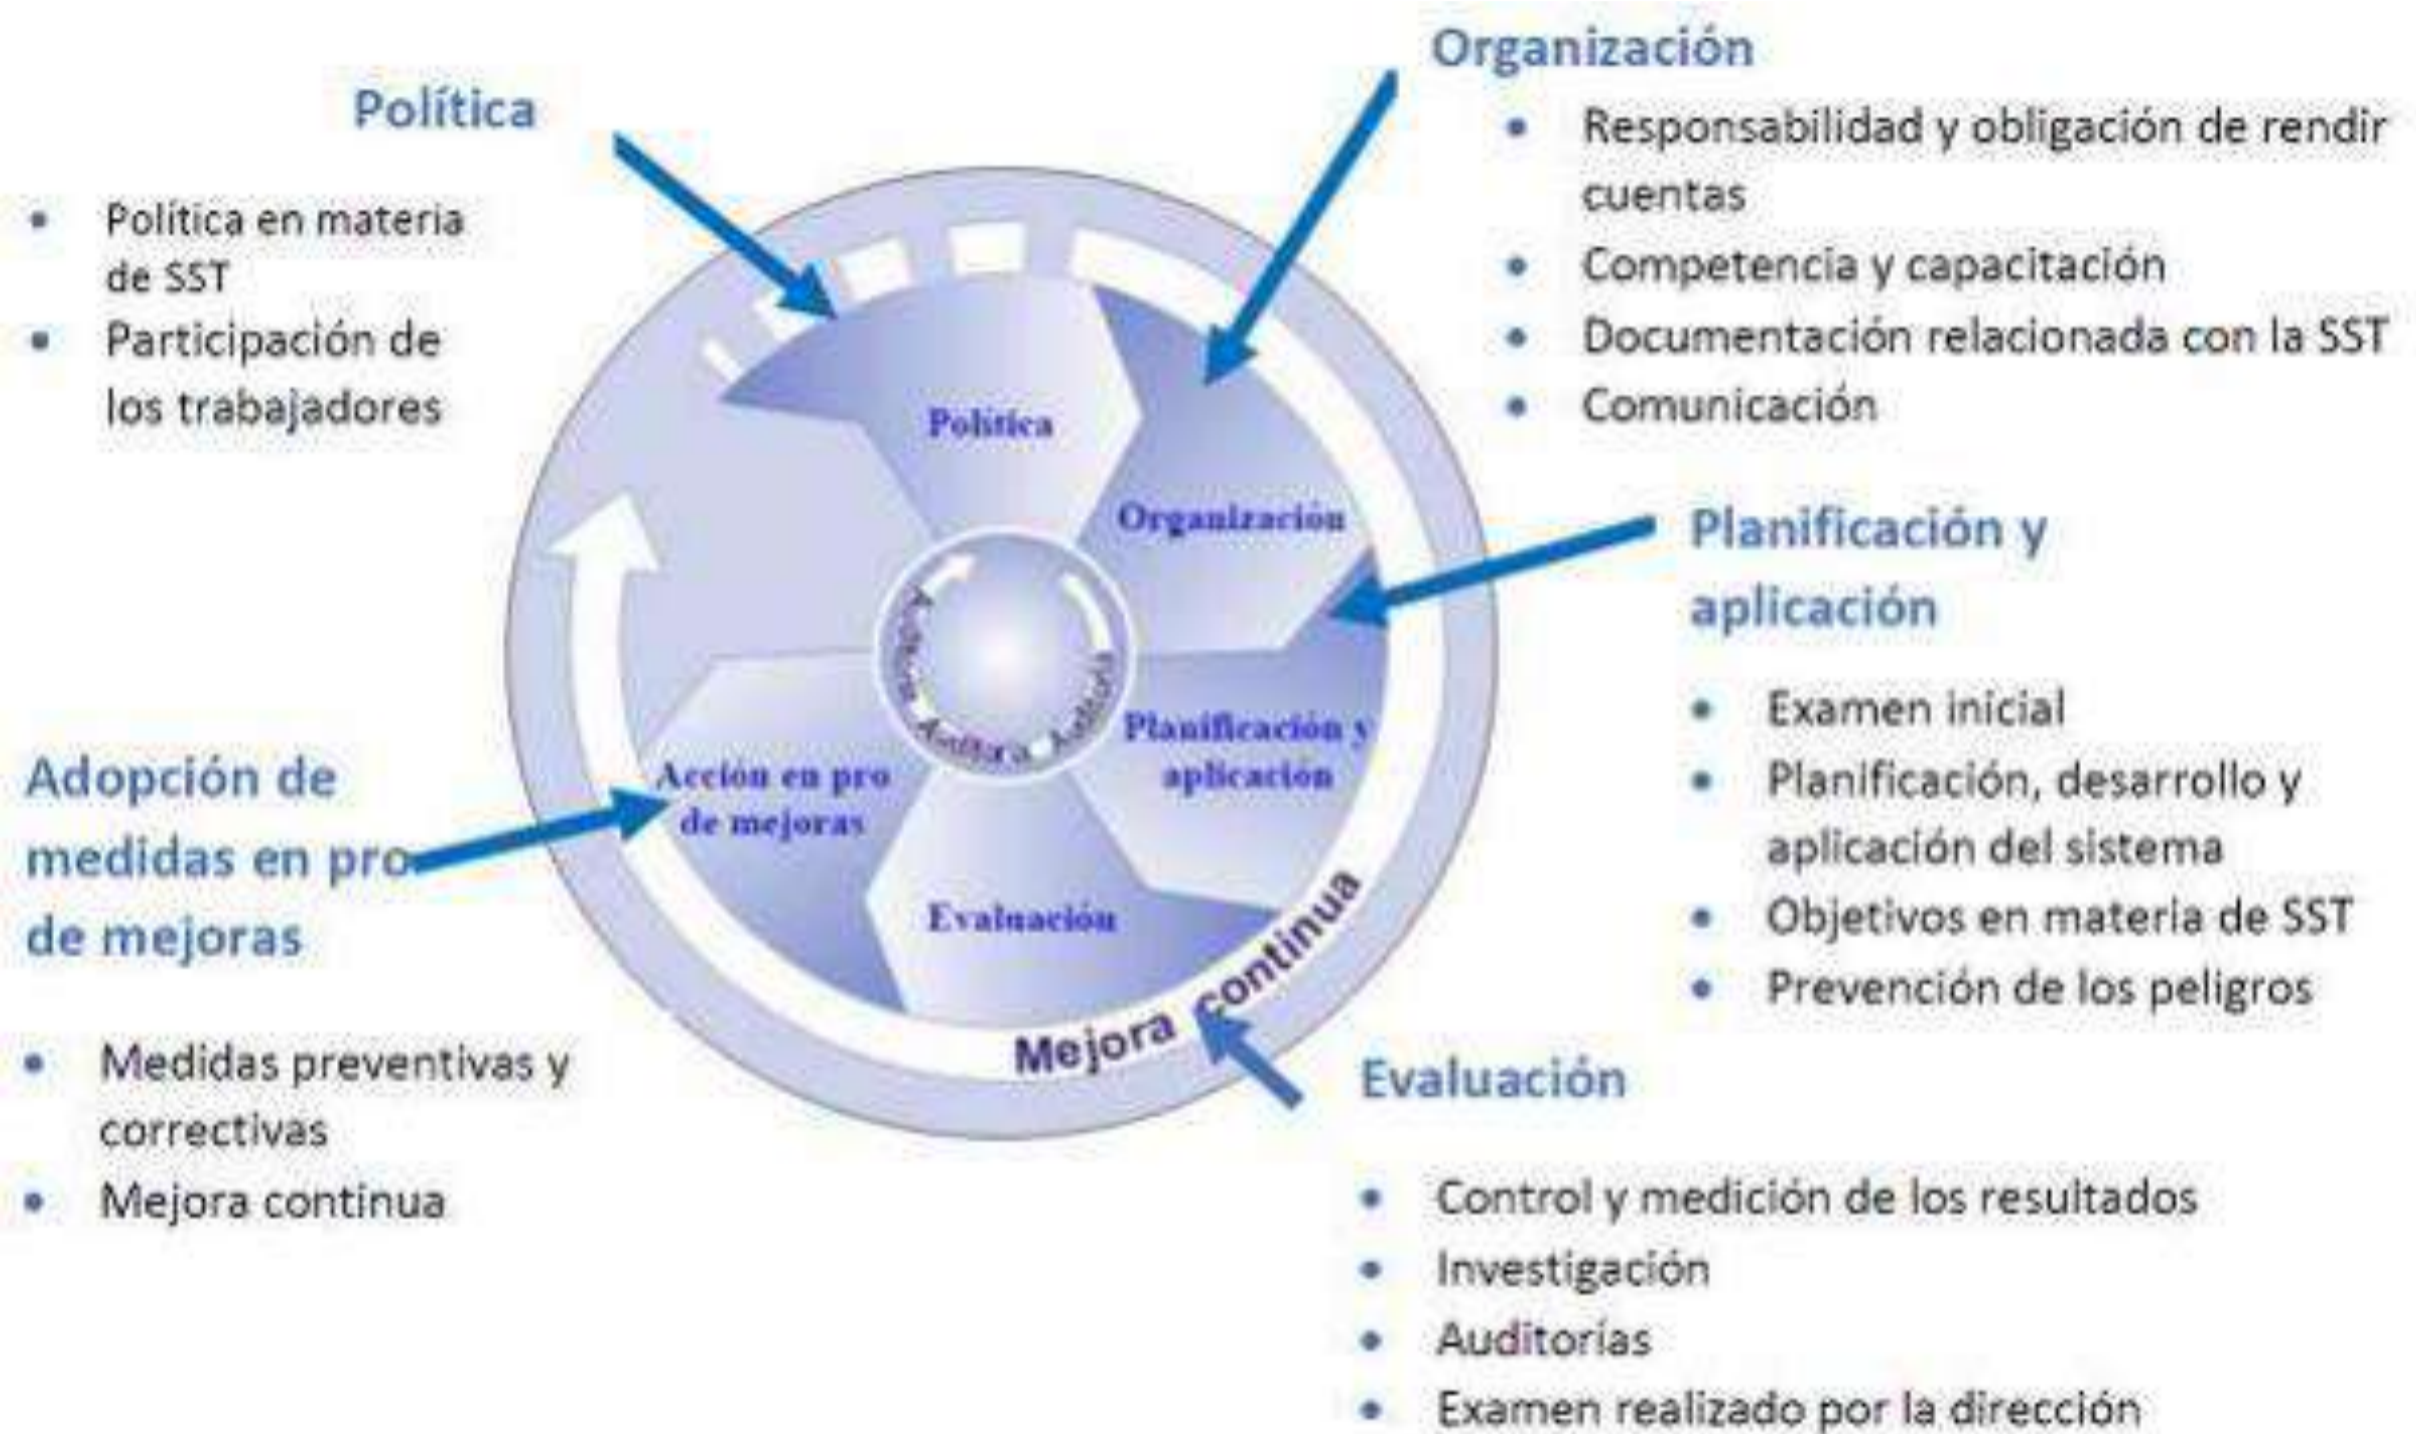 Política
Política en materia
de SST
Participación de
los trabajadores
Organización
Responsabilidad y obligación de rendir
cuentas
Competencia y capacitación
Documentación relacionada con la SST
Comunicación
Planificación y
aplicación
Examen inicial
Planificación, desarrollo y
aplicación del sistema
Objetivos en materia de SST
Prevención de los peligros
Evaluación
Control y medición de los resultados
Investigación
Auditorías
Examen realizado por la dirección
Adopción de
medidas en pro
de mejoras
Medidas preventivas y
correctivas
Mejora continua
Política
Organización
Planificación y
aplicación
Evaluación
Acción en pro
de mejoras
Mejora continua
Auditoria
Auditoria
Auditoria